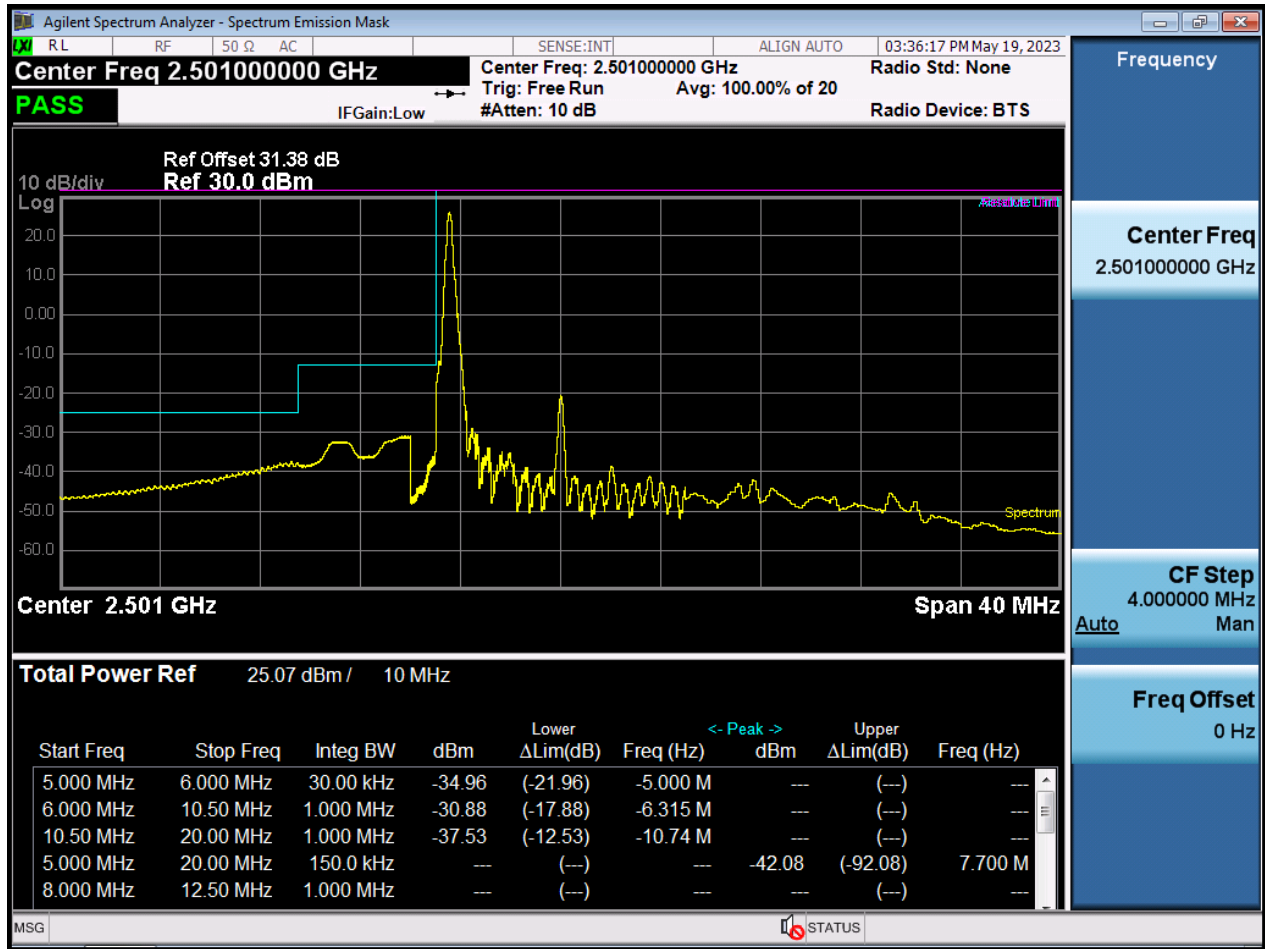 Agilent Spectrum Analyzer - Spectrum Emission Mask
LXI RL RF 50 Ω AC SENSE:INT ALIGN AUTO 03:36:17 PM May 19, 2023
Center Freq 2.501000000 GHz Center Freq: 2.501000000 GHz Radio Std: None
Trig: Free Run Avg: 100.00% of 20
PASS IFGain:Low #Atten: 10 dB Radio Device: BTS
Ref Offset 31.38 dB
10 dB/div Ref 30.0 dBm
Log
20.0
10.0
0.00
-10.0
-20.0
-30.0
-40.0
-50.0
-60.0
Limit
Spectrum
Center 2.501 GHz Span 40 MHz
Total Power Ref 25.07 dBm / 10 MHz
Lower <- Peak -> Upper
Start Freq Stop Freq Integ BW dBm ΔLim(dB) Freq (Hz) dBm ΔLim(dB) Freq (Hz)
5.000 MHz 6.000 MHz 30.00 kHz -34.96 (-21.96) -5.000 M --- (---) ---
6.000 MHz 10.50 MHz 1.000 MHz -30.88 (-17.88) -6.315 M --- (---) ---
10.50 MHz 20.00 MHz 1.000 MHz -37.53 (-12.53) -10.74 M --- (---) ---
5.000 MHz 20.00 MHz 150.0 kHz --- (---) --- -42.08 (-92.08) 7.700 M
8.000 MHz 12.50 MHz 1.000 MHz --- (---) --- --- (---) ---
MSG STATUS
Frequency
Center Freq
2.501000000 GHz
CF Step
4.000000 MHz
Auto Man
Freq Offset
0 Hz